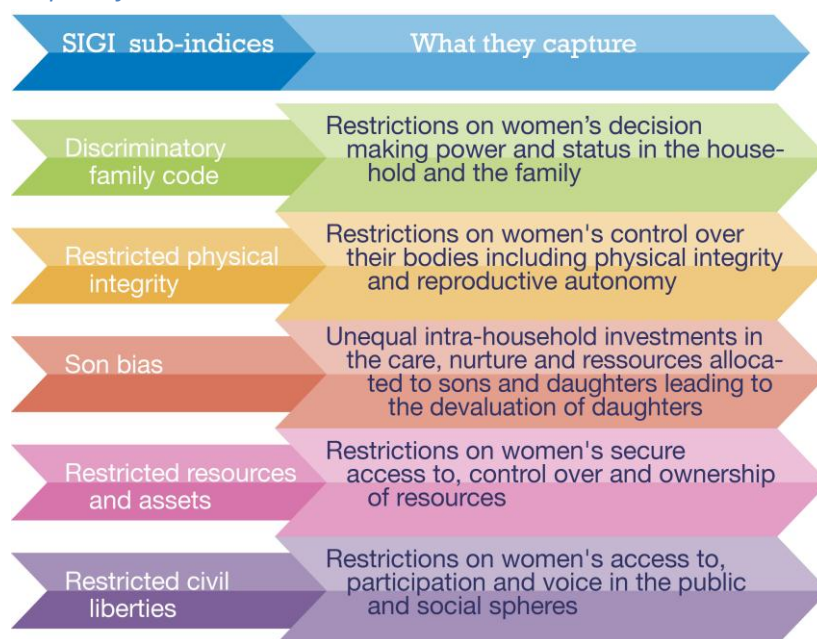 SIGI sub-indices
What they capture
Discriminatory
family code
Restrictions on women’s decision
making power and status in the house-
hold and the family
Restricted physical
integrity
Restrictions on women's control over
their bodies including physical integrity
and reproductive autonomy
Son bias
Unequal intra-household investments in
the care, nurture and ressources alloca-
ted to sons and daughters leading to
the devaluation of daughters
Restricted resources
and assets
Restrictions on women's secure
access to, control over and ownership
of resources
Restricted civil
liberties
Restrictions on women's access to,
participation and voice in the public
and social spheres